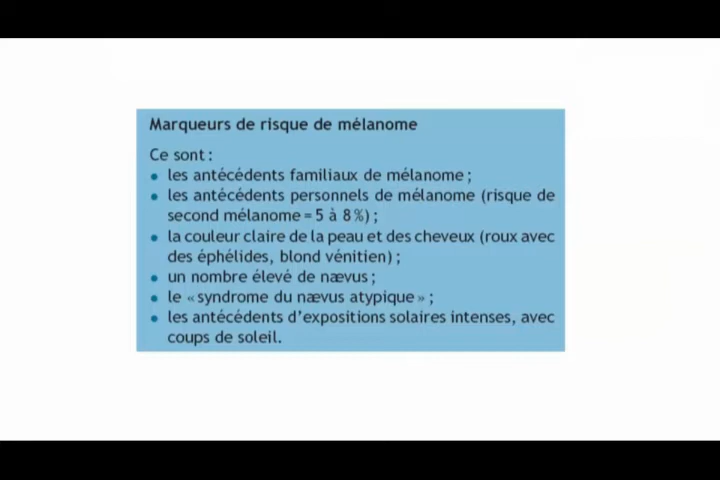 Marqueurs de risque de mélanome
Ce sont :
• les antécédents familiaux de mélanome ;
• les antécédents personnels de mélanome (risque de
second mélanome = 5 à 8 %) ;
• la couleur claire de la peau et des cheveux (roux avec
des éphélides, blond vénitien) ;
• un nombre élevé de nævus ;
• le « syndrome du nævus atypique » ;
• les antécédents d'expositions solaires intenses, avec
coups de soleil.